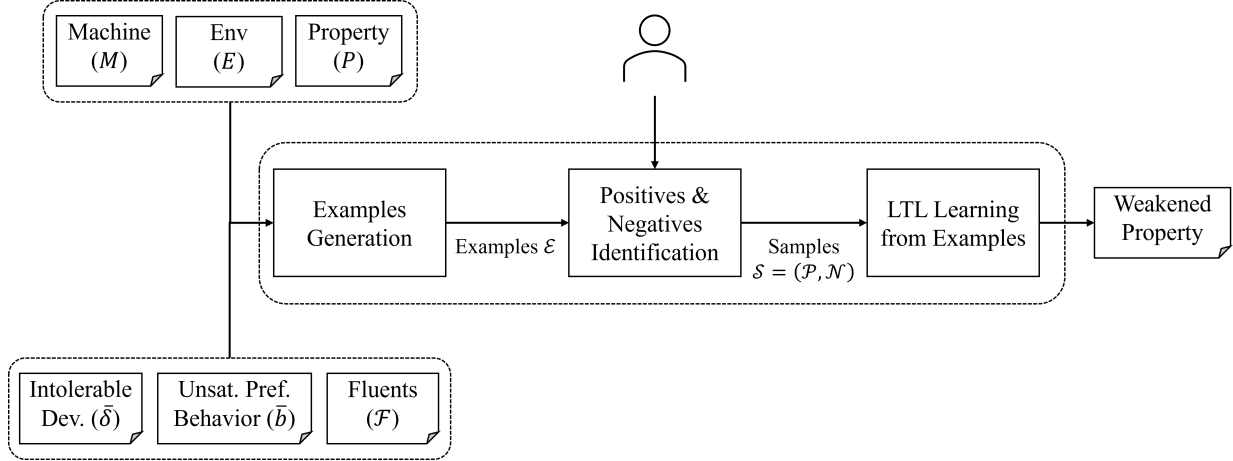 Machine
(M)
Env
(E)
Property
(P)
Examples
Generation
Examples ℰ
Positives &
Negatives
Identification
Samples
𝒮 = (𝒫, 𝒩)
LTL Learning
from Examples
Weakened
Property
Intolerable
Dev. (δ̄)
Unsat. Pref.
Behavior (b̄)
Fluents
(ℱ)